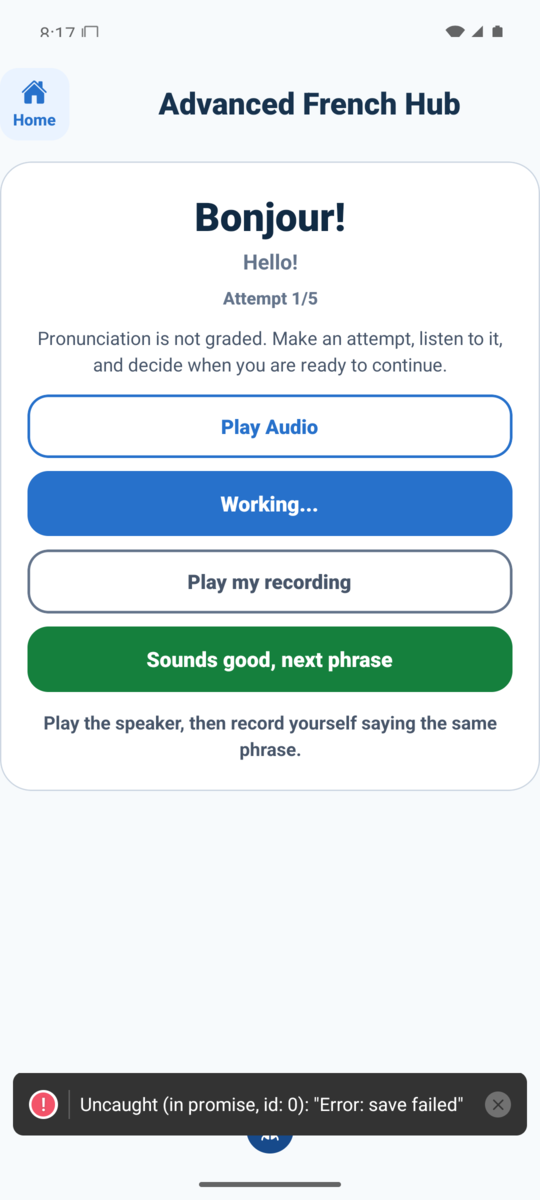 8:17
Home
Advanced French Hub
Bonjour!
Hello!
Attempt 1/5
Pronunciation is not graded. Make an attempt, listen to it,
and decide when you are ready to continue.
Play Audio
Working...
Play my recording
Sounds good, next phrase
Play the speaker, then record yourself saying the same
phrase.
Uncaught (in promise, id: 0): "Error: save failed"